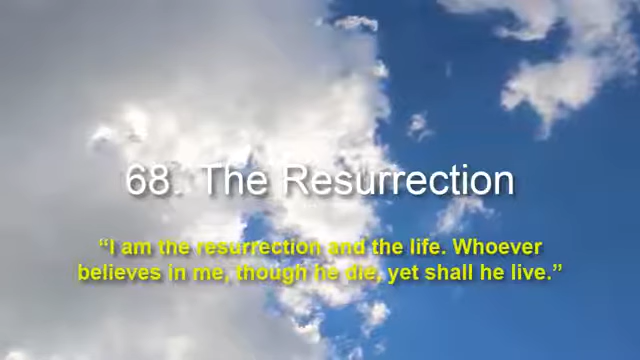 68. The Resurrection
“I am the resurrection and the life. Whoever
believes in me, though he die, yet shall he live.”